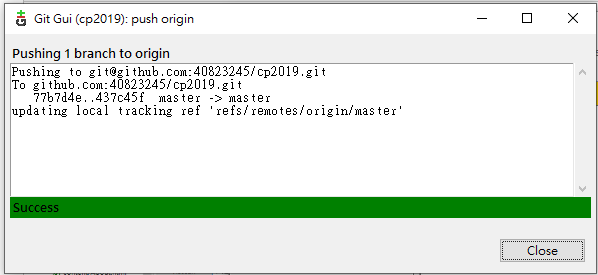 Git Gui (cp2019): push origin
Pushing 1 branch to origin
Pushing to git@github.com:40823245/cp2019.git
To github.com:40823245/cp2019.git
77b7d4e..437c45f  master -> master
updating local tracking ref 'refs/remotes/origin/master'
Success
Close